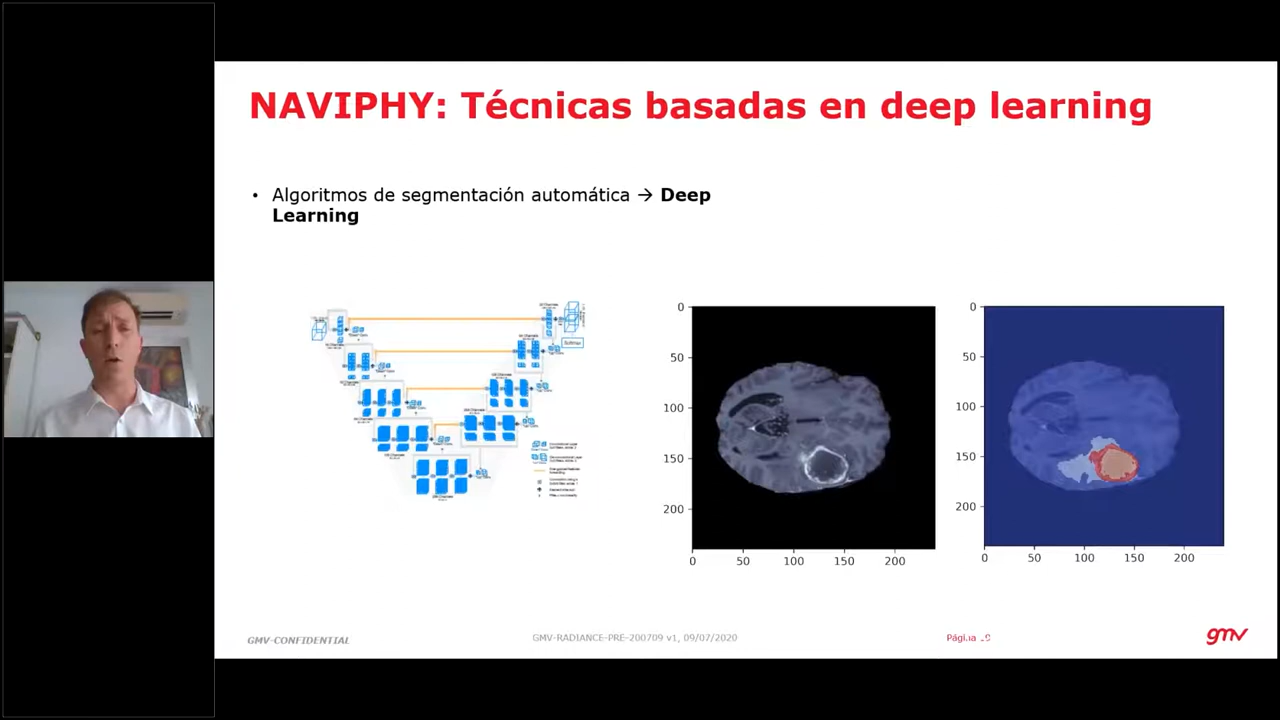 NAVIPHY: Técnicas basadas en deep learning
• Algoritmos de segmentación automática → Deep
Learning
Softmax
0
50
100
150
200
0 50 100 150 200
0
50
100
150
200
0 50 100 150 200
GMV-CONFIDENTIAL
GMV-RADIANCE-PRE-200709 v1, 09/07/2020
gmv